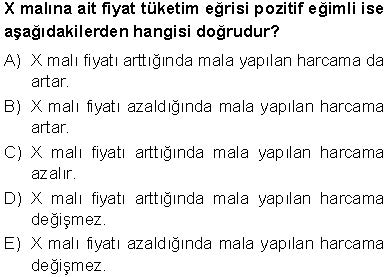 X malına ait fiyat tüketim eğrisi pozitif eğimli ise
aşağıdakilerden hangisi doğrudur?
A) X malı fiyatı arttığında mala yapılan harcama da
artar.
B) X malı fiyatı azaldığında mala yapılan harcama
artar.
C) X malı fiyatı arttığında mala yapılan harcama
azalır.
D) X malı fiyatı arttığında mala yapılan harcama
değişmez.
E) X malı fiyatı azaldığında mala yapılan harcama
değişmez.